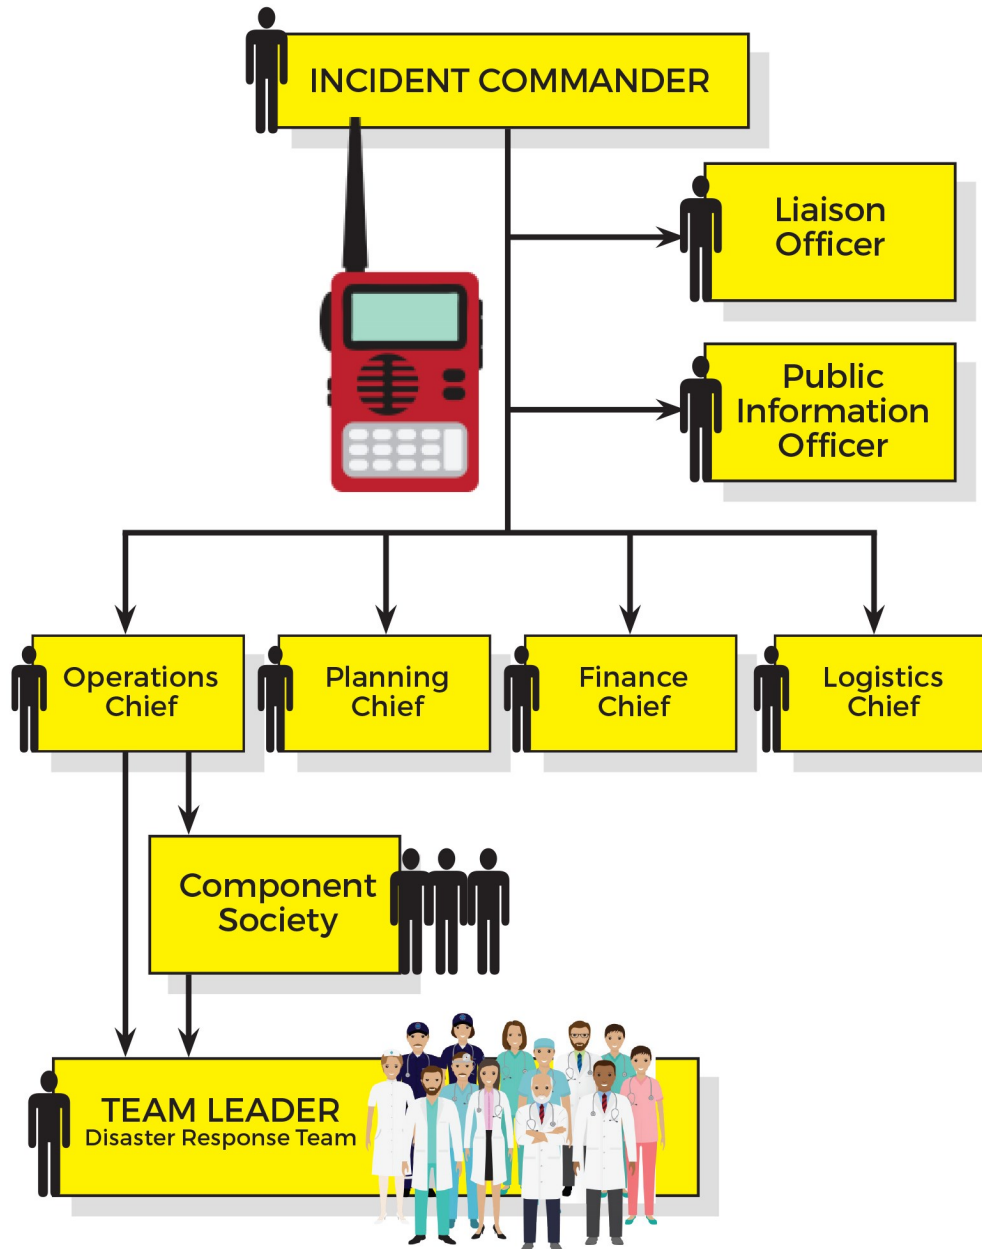 INCIDENT COMMANDER
Liaison
Officer
Public
Information
Officer
Operations
Chief
Planning
Chief
Finance
Chief
Logistics
Chief
Component
Society
TEAM LEADER
Disaster Response Team